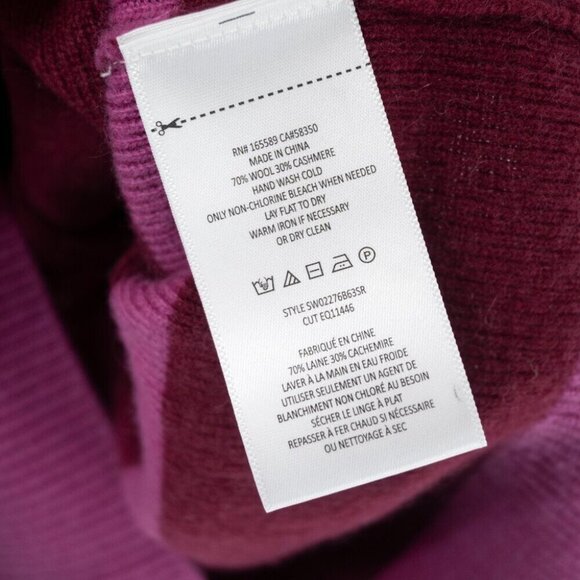 RN# 165589 CA#58350
MADE IN CHINA
70% WOOL 30% CASHMERE
HAND WASH COLD
ONLY NON-CHLORINE BLEACH WHEN NEEDED
LAY FLAT TO DRY
WARM IRON IF NECESSARY
OR DRY CLEAN
P
STYLE SW02276B63SR
CUT EQ11446
FABRIQUÉ EN CHINE
70% LAINE 30% CACHEMIRE
LAVER À LA MAIN EN EAU FROIDE
UTILISER SEULEMENT UN AGENT DE
BLANCHIMENT NON CHLORÉ AU BESOIN
SÉCHER LE LINGE À PLAT
REPASSER À FER CHAUD SI NÉCESSAIRE
OU NETTOYAGE À SEC